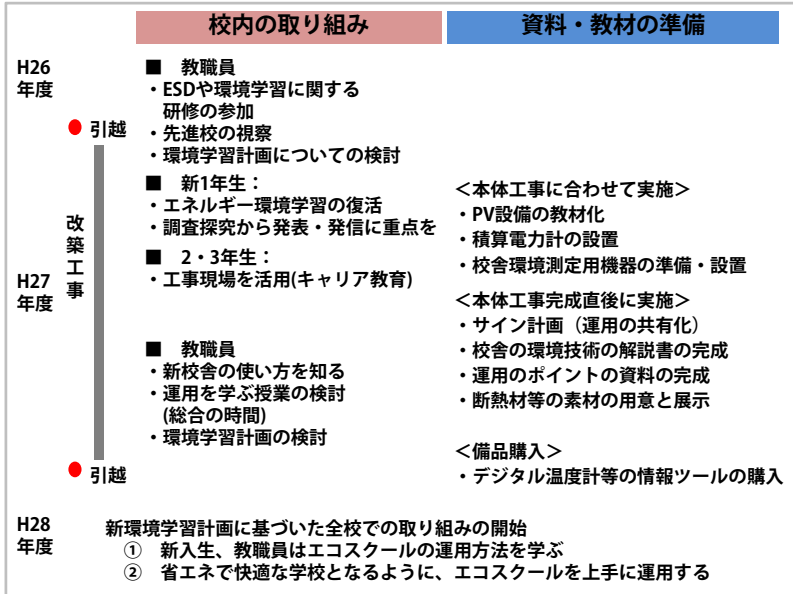 校内の取り組み
資料・教材の準備
H26
年度
■ 教職員
・ESDや環境学習に関する
研修の参加
・先進校の視察
・環境学習計画についての検討
引越
改築工事
H27
年度
■ 新1年生：
・エネルギー環境学習の復活
・調査探究から発表・発信に重点を
■ 2・3年生：
・工事現場を活用(キャリア教育)
■ 教職員
・新校舎の使い方を知る
・運用を学ぶ授業の検討
(総合の時間)
・環境学習計画の検討
引越
＜本体工事に合わせて実施＞
・PV設備の教材化
・積算電力計の設置
・校舎環境測定用機器の準備・設置
＜本体工事完成直後に実施＞
・サイン計画（運用の共有化）
・校舎の環境技術の解説書の完成
・運用のポイントの資料の完成
・断熱材等の素材の用意と展示
＜備品購入＞
・デジタル温度計等の情報ツールの購入
H28
年度
新環境学習計画に基づいた全校での取り組みの開始
① 新入生、教職員はエコスクールの運用方法を学ぶ
② 省エネで快適な学校となるように、エコスクールを上手に運用する